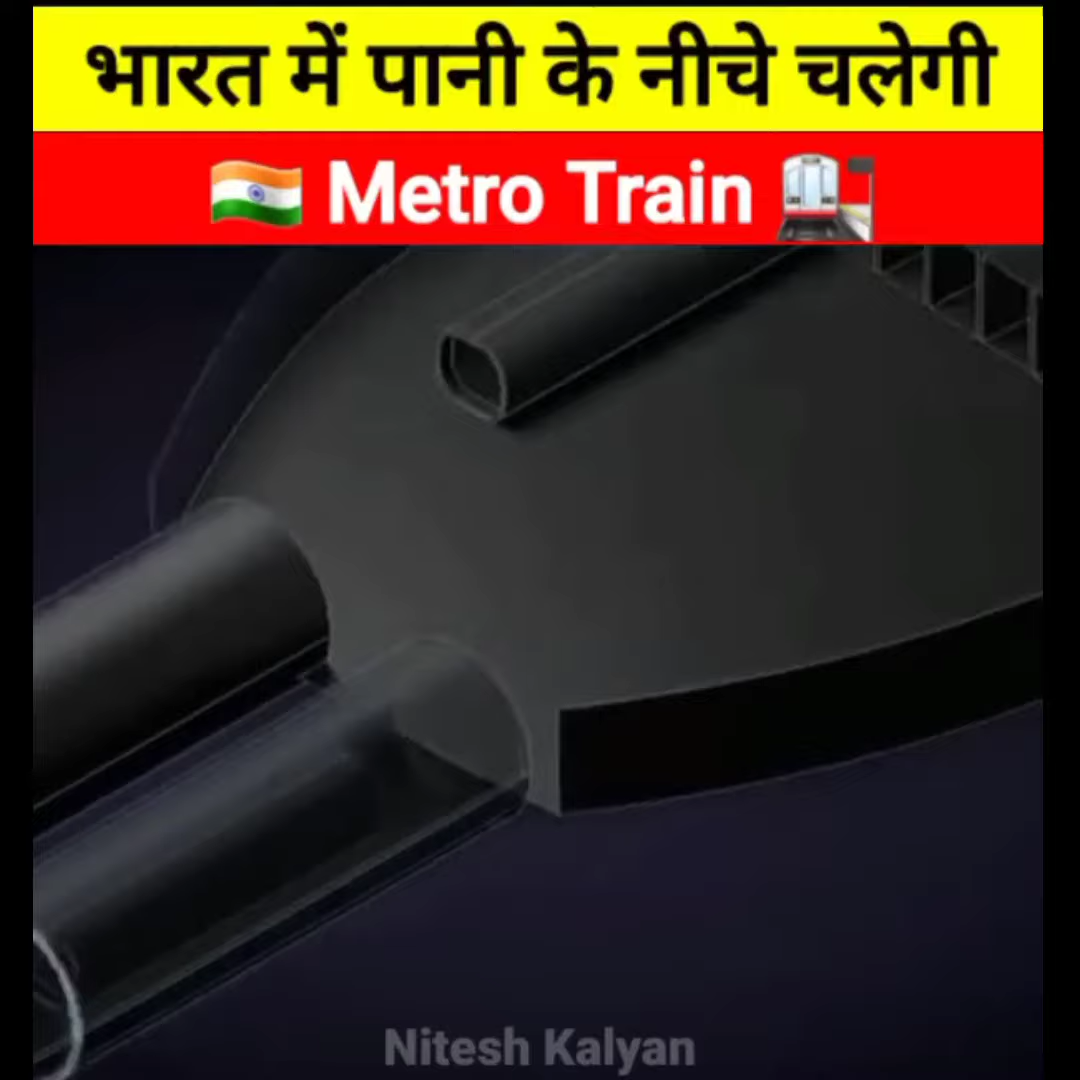 भारत में पानी के नीचे चलेगी
🇮🇳 Metro Train 🚉
Nitesh Kalyan